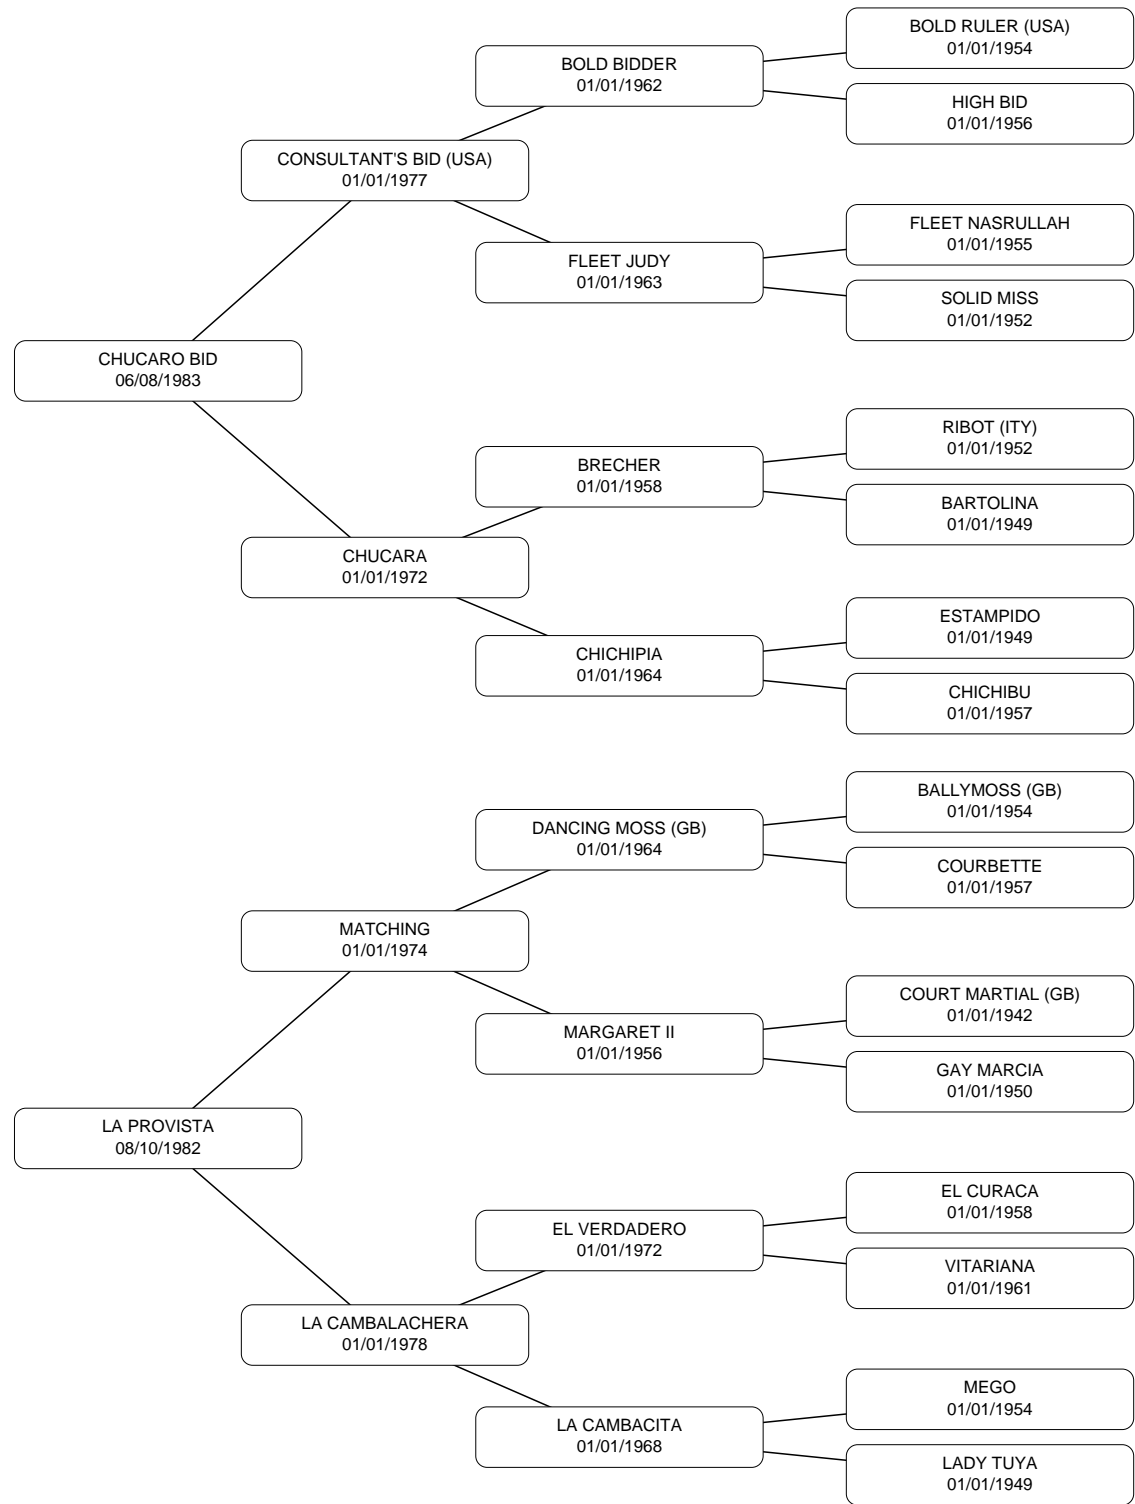 BOLD RULER (USA)
01/01/1954
BOLD BIDDER
01/01/1962
HIGH BID
01/01/1956
CONSULTANT'S BID (USA)
01/01/1977
FLEET NASRULLAH
01/01/1955
FLEET JUDY
01/01/1963
SOLID MISS
01/01/1952
CHUCARO BID
06/08/1983
RIBOT (ITY)
01/01/1952
BRECHER
01/01/1958
BARTOLINA
01/01/1949
CHUCARA
01/01/1972
ESTAMPIDO
01/01/1949
CHICHIPIA
01/01/1964
CHICHIBU
01/01/1957
BALLYMOSS (GB)
01/01/1954
DANCING MOSS (GB)
01/01/1964
COURBETTE
01/01/1957
MATCHING
01/01/1974
COURT MARTIAL (GB)
01/01/1942
MARGARET II
01/01/1956
GAY MARCIA
01/01/1950
LA PROVISTA
08/10/1982
EL CURACA
01/01/1958
EL VERDADERO
01/01/1972
VITARIANA
01/01/1961
LA CAMBALACHERA
01/01/1978
MEGO
01/01/1954
LA CAMBACITA
01/01/1968
LADY TUYA
01/01/1949